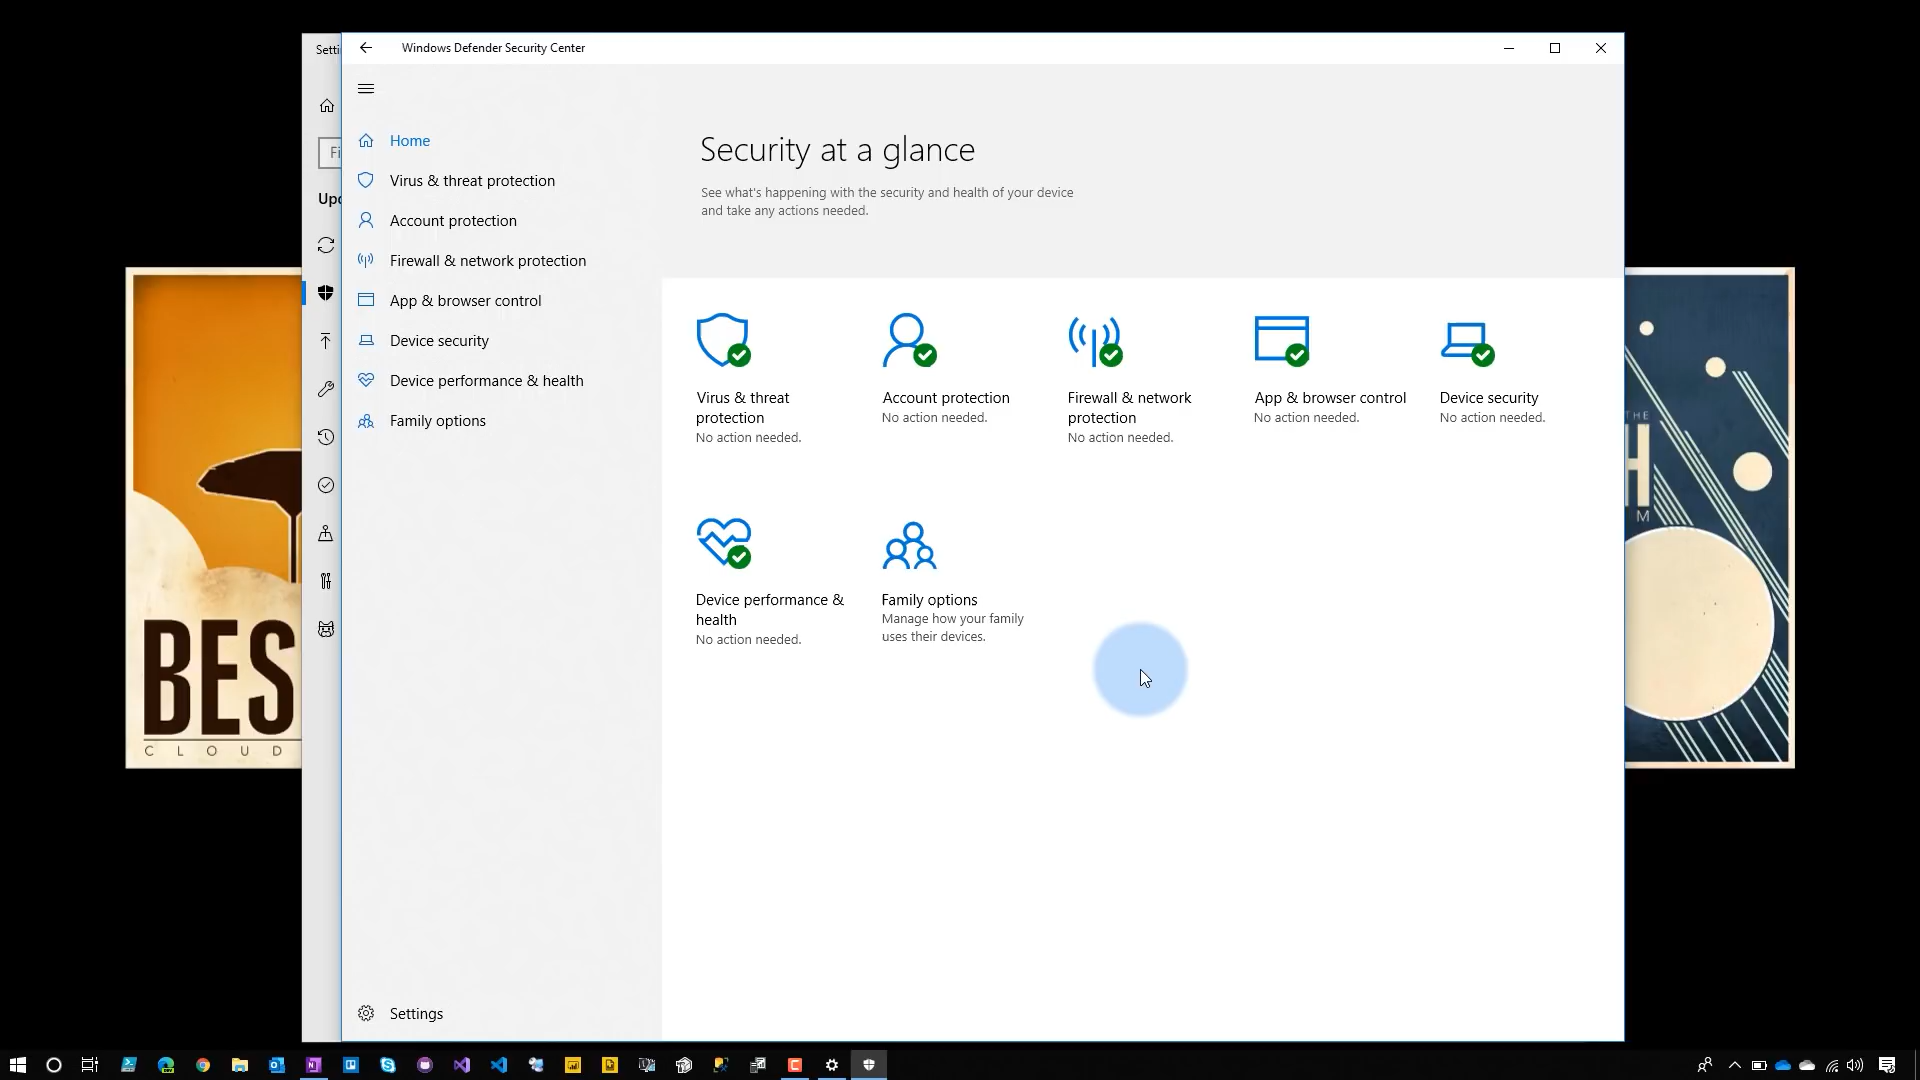 Setti
Windows Defender Security Center
Fi
Home
Virus & threat protection
Account protection
Firewall & network protection
App & browser control
Device security
Device performance & health
Family options
Settings
Security at a glance
See what's happening with the security and health of your device
and take any actions needed.
Virus & threat
protection
No action needed.
Account protection
No action needed.
Firewall & network
protection
No action needed.
App & browser control
No action needed.
Device security
No action needed.
Device performance &
health
No action needed.
Family options
Manage how your family
uses their devices.
BES
CLOUD
THE
H
M